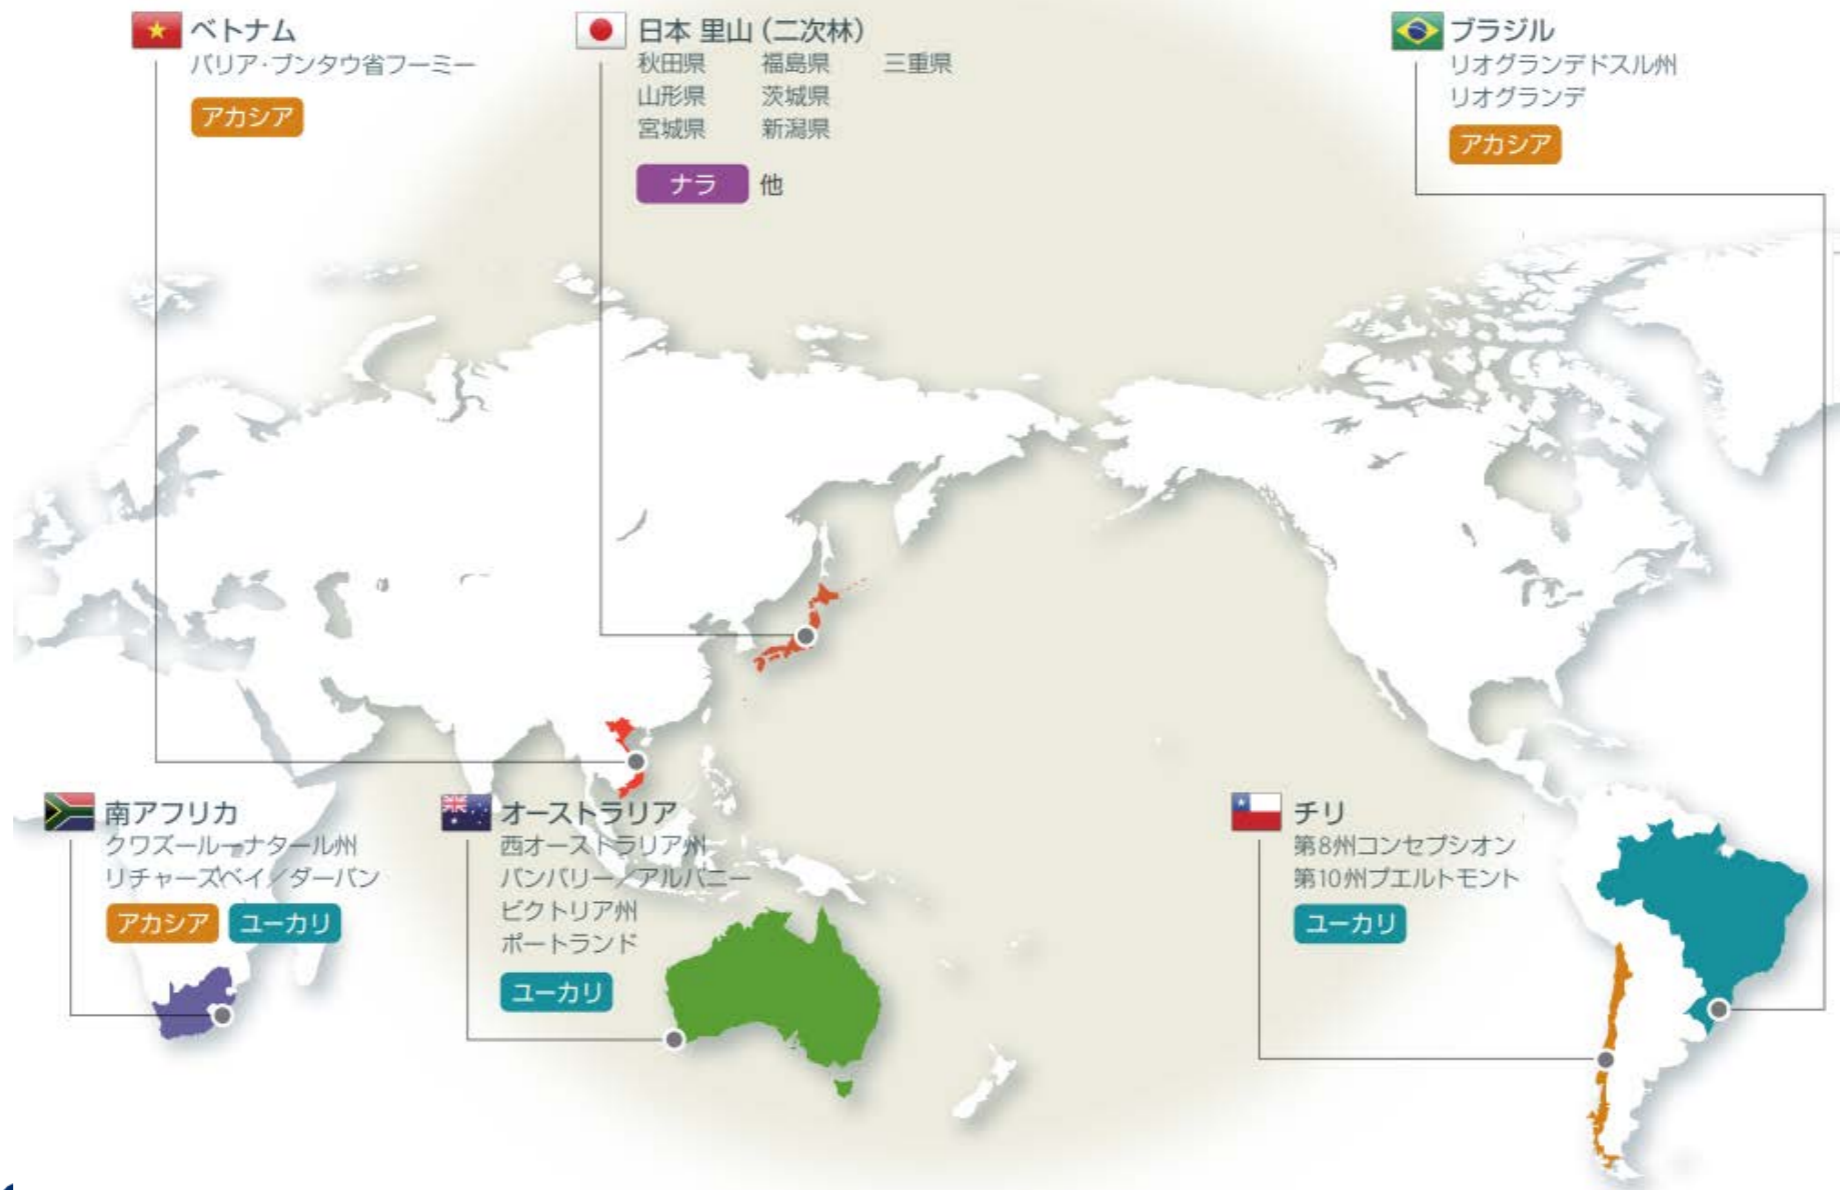 ベトナム
バリア・ブンタウ省フーミー
アカシア
日本 里山（二次林）
秋田県 福島県 三重県
山形県 茨城県
宮城県 新潟県
ナラ 他
ブラジル
リオグランデドスル州
リオグランデ
アカシア
南アフリカ
クワズールーナタール州
リチャーズベイ／ダーバン
アカシア ユーカリ
オーストラリア
西オーストラリア州
バンバリー／アルバニー
ビクトリア州
ポートランド
ユーカリ
チリ
第8州コンセプシオン
第10州プエルトモント
ユーカリ